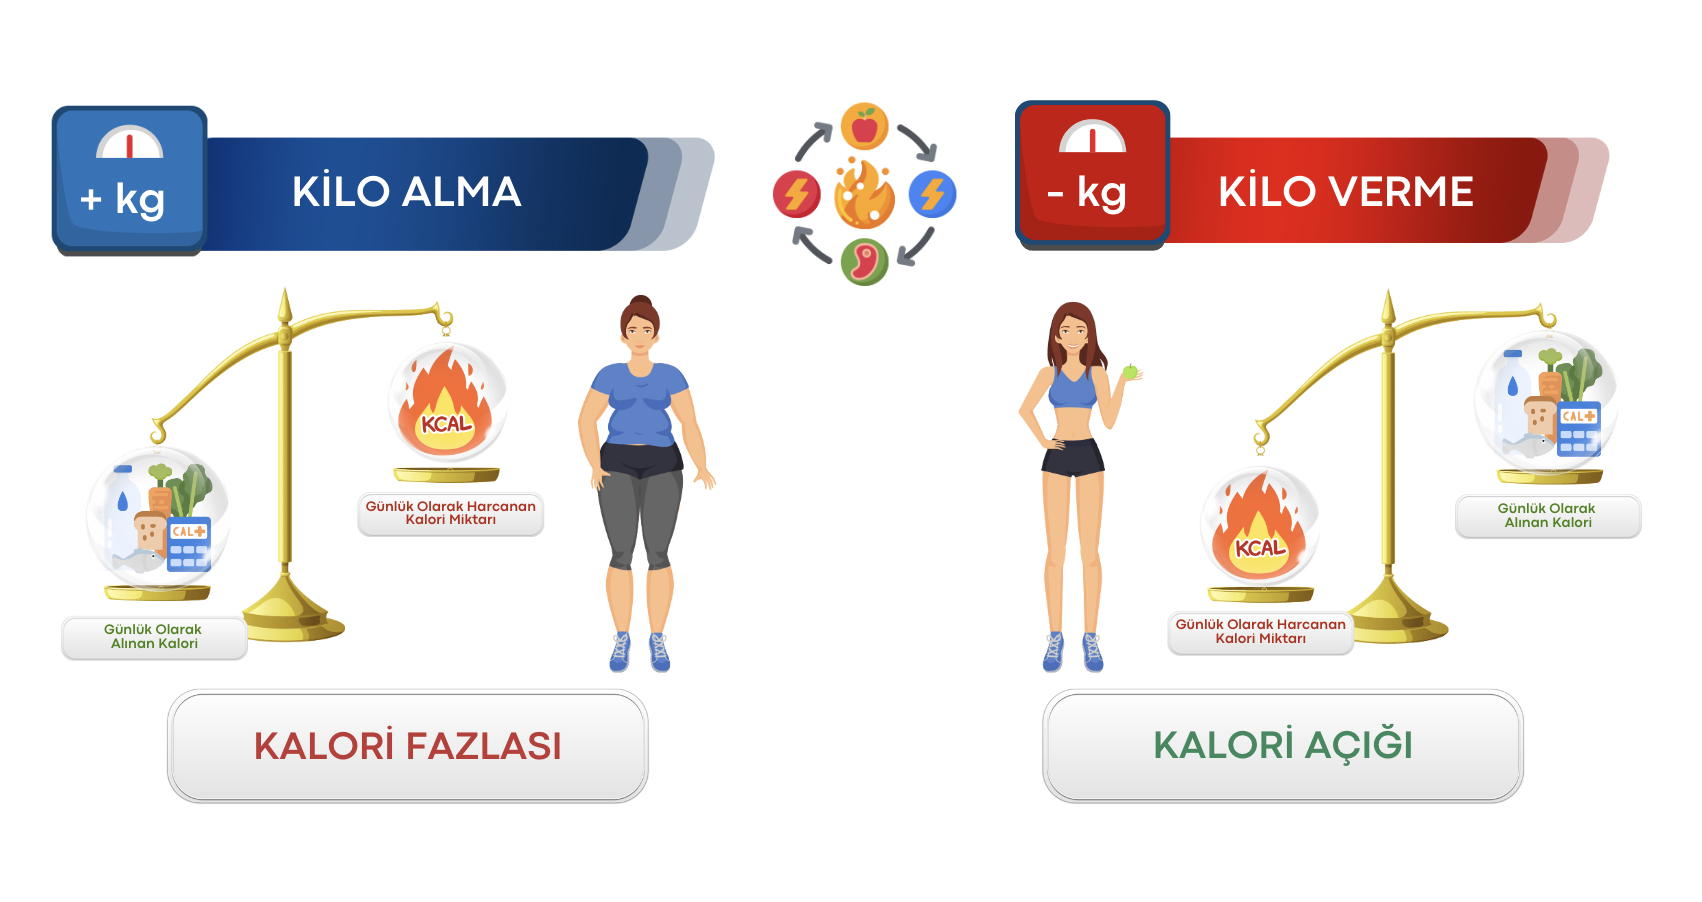 + kg
KİLO ALMA
KCAL
CAL+
Günlük Olarak Harcanan
Kalori Miktarı
Günlük Olarak
Alınan Kalori
KALORİ FAZLASI
- kg
KİLO VERME
CAL+
KCAL
Günlük Olarak
Alınan Kalori
Günlük Olarak Harcanan
Kalori Miktarı
KALORİ AÇIĞI